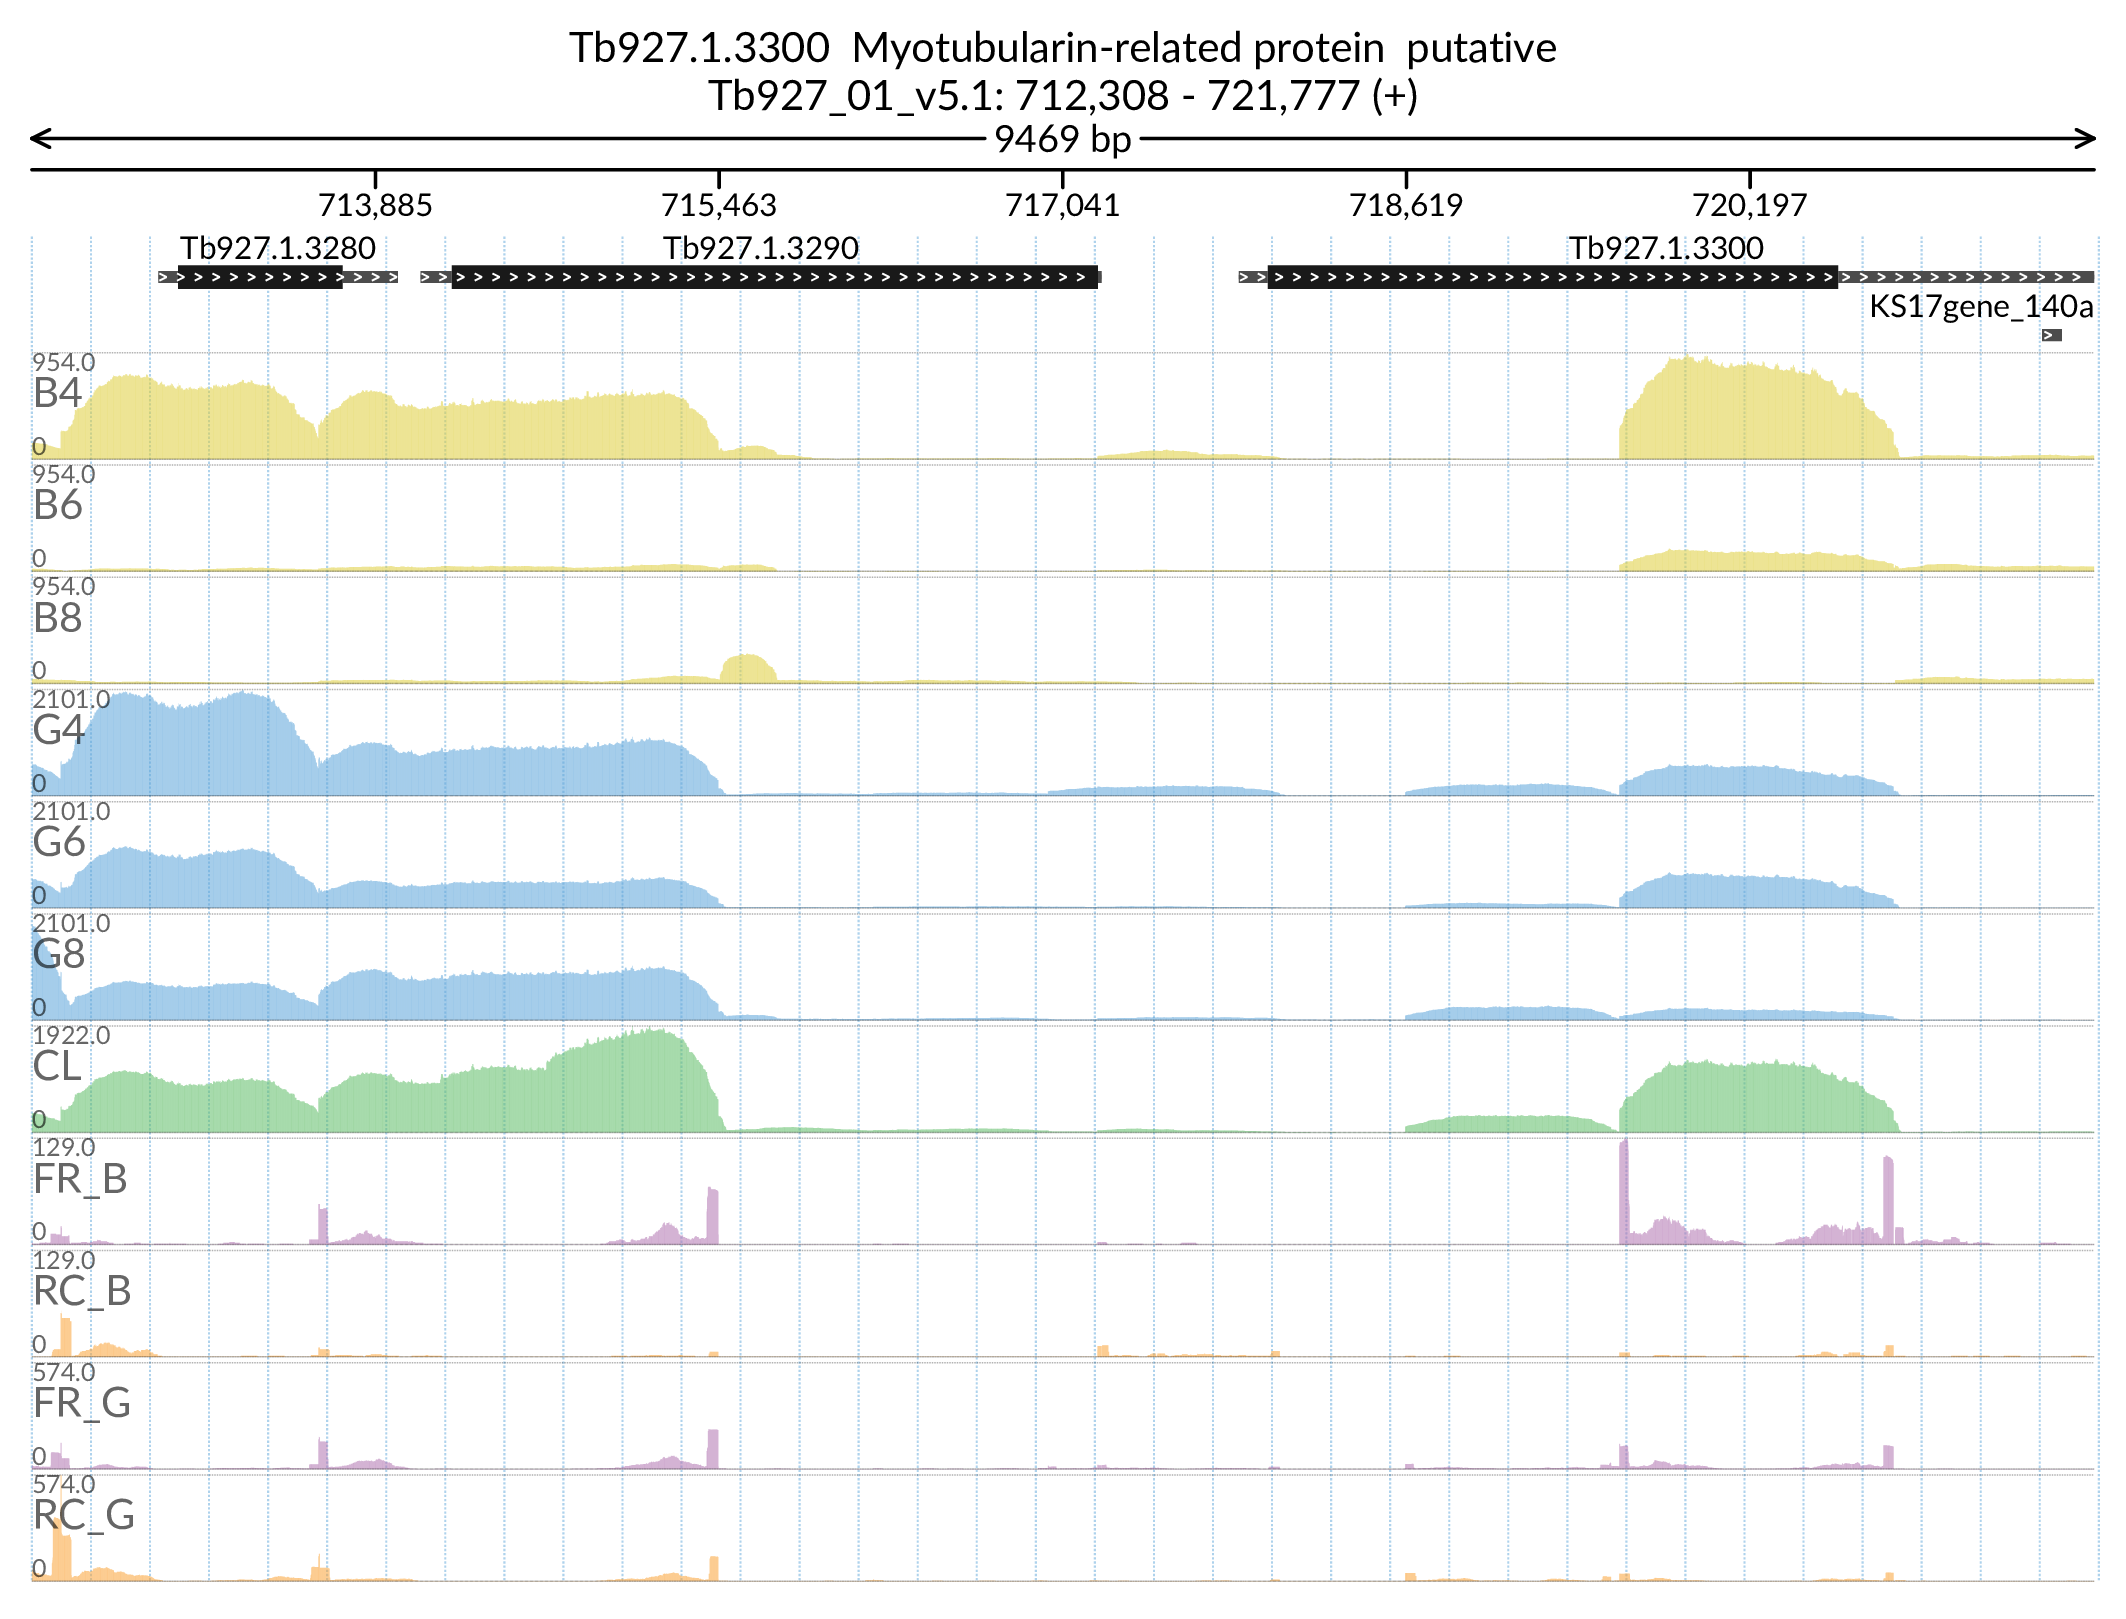 Tb927.1.3300  Myotubularin-related protein  putative
Tb927_01_v5.1: 712,308 - 721,777 (+)
9469 bp
713,885 715,463 717,041 718,619 720,197
Tb927.1.3280 Tb927.1.3290 Tb927.1.3300
KS17gene_140a
954.0
B4
0
954.0
B6
0
954.0
B8
0
2101.0
G4
0
2101.0
G6
0
2101.0
G8
0
1922.0
CL
0
129.0
FR_B
0
129.0
RC_B
0
574.0
FR_G
0
574.0
RC_G
0